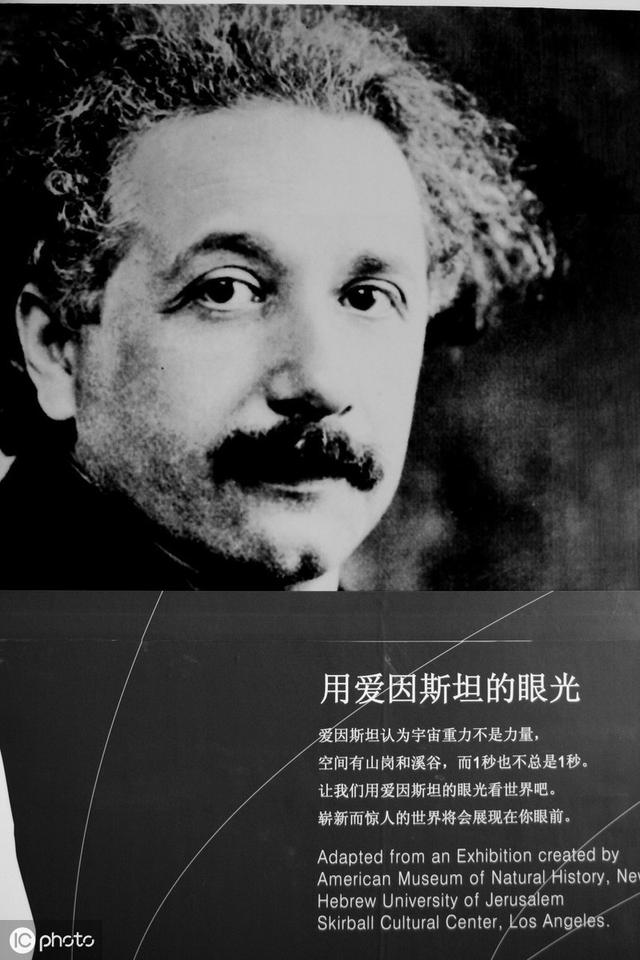 用爱因斯坦的眼光
爱因斯坦认为宇宙重力不是力量，
空间有山岗和溪谷，而1秒也不总是1秒。
让我们用爱因斯坦的眼光看世界吧。
崭新而惊人的世界将会展现在你眼前。
Adapted from an Exhibition created by
American Museum of Natural History, New
Hebrew University of Jerusalem
Skirball Cultural Center, Los Angeles.
IC photo